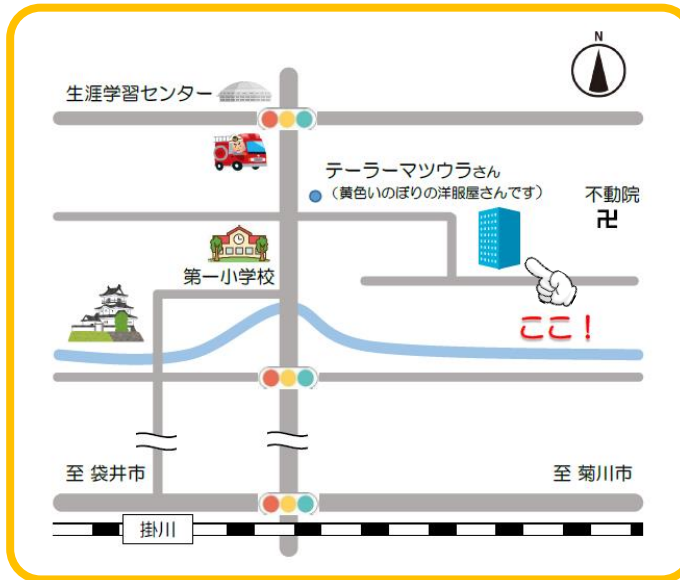 N
生涯学習センター
テーラーマツウラさん
（黄色いのぼりの洋服屋さんです）
不動院
卍
第一小学校
ここ！
至 袋井市
至 菊川市
掛川